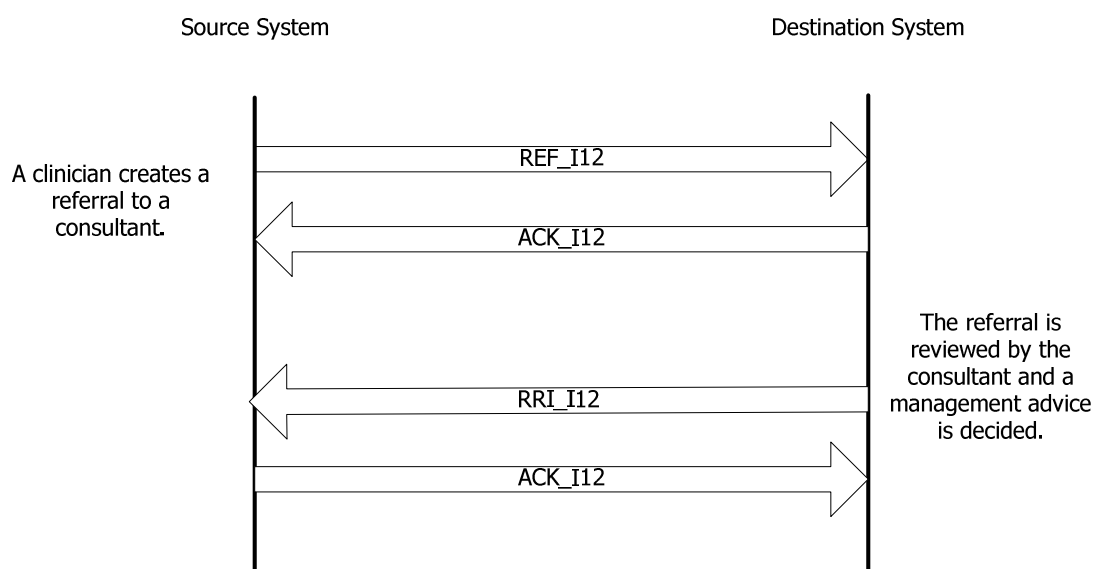 Source System
Destination System
REF_I12
A clinician creates a
referral to a
consultant.
ACK_I12
The referral is
reviewed by the
consultant and a
management advice
is decided.
RRI_I12
ACK_I12